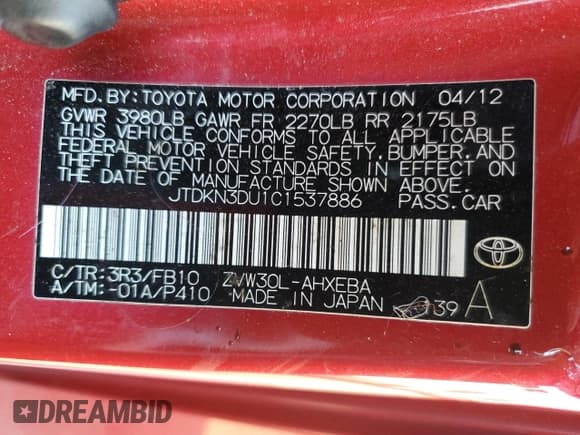 MFD.BY:TOYOTA MOTOR CORPORATION 04/12
GVWR 3980LB GAWR FR 2270LB RR 2175LB
THIS VEHICLE CONFORMS TO ALL APPLICABLE
FEDERAL MOTOR VEHICLE SAFETY,BUMPER,AND
THEFT PREVENTION STANDARDS IN EFFECT ON
THE DATE OF MANUFACTURE SHOWN ABOVE.
JTDKN3DU1C1537886 PASS.CAR
C/TR:3R3/FB10 ZVW30L-AHXEBA
A/TM:-01A/P410 MADE IN JAPAN 39 A
TOYOTA
DREAMBID